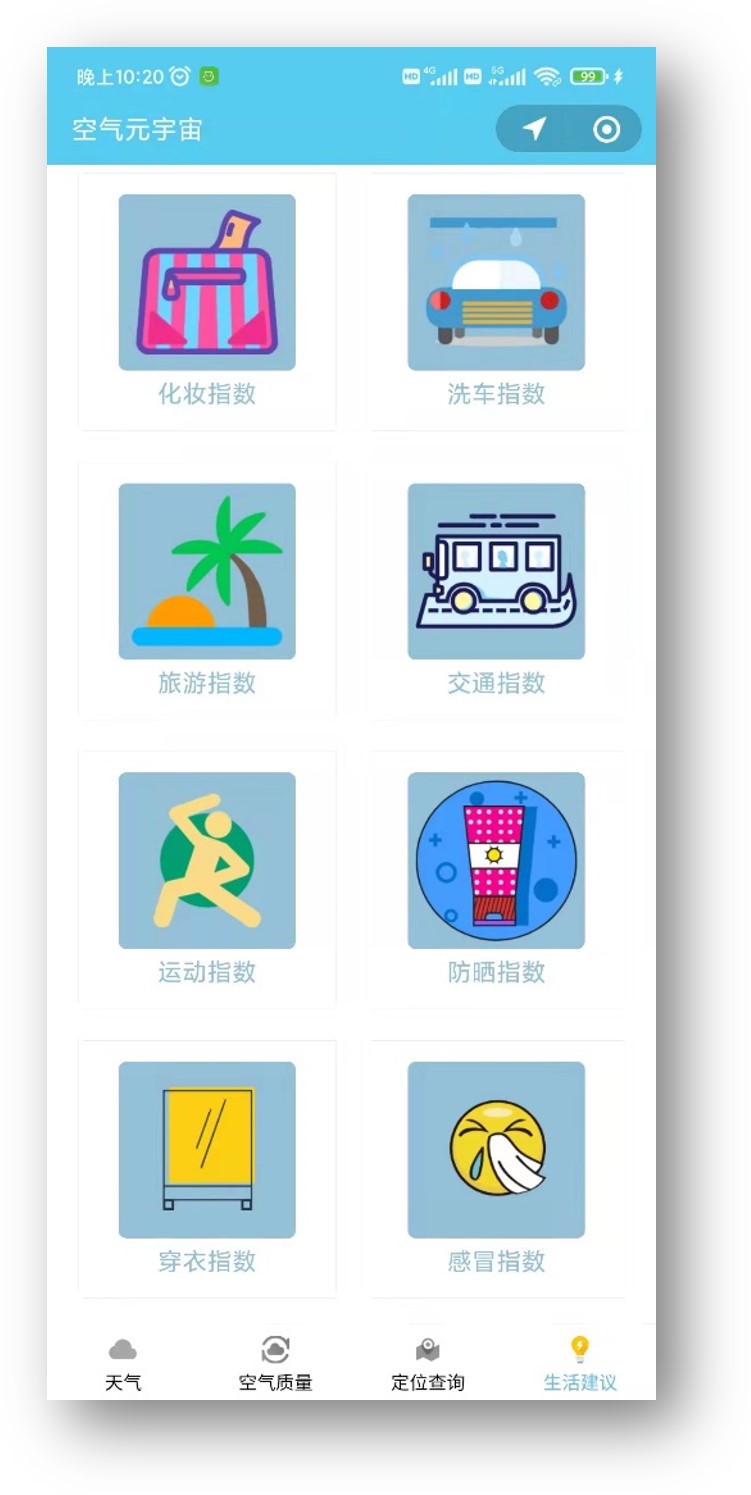 晚上10:20 HD 4G HD 5G 99
空气元宇宙
化妆指数 洗车指数
旅游指数 交通指数
运动指数 防晒指数
穿衣指数 感冒指数
天气 空气质量 定位查询 生活建议